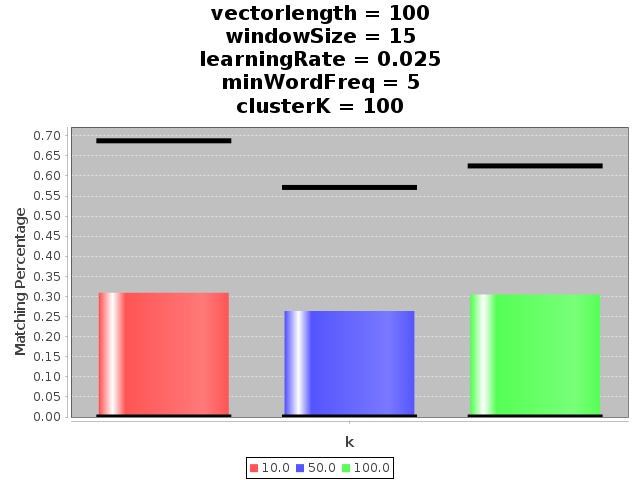 vectorlength = 100
windowSize = 15
learningRate = 0.025
minWordFreq = 5
clusterK = 100
Matching Percentage
0.70
0.65
0.60
0.55
0.50
0.45
0.40
0.35
0.30
0.25
0.20
0.15
0.10
0.05
0.00
k
10.0 50.0 100.0